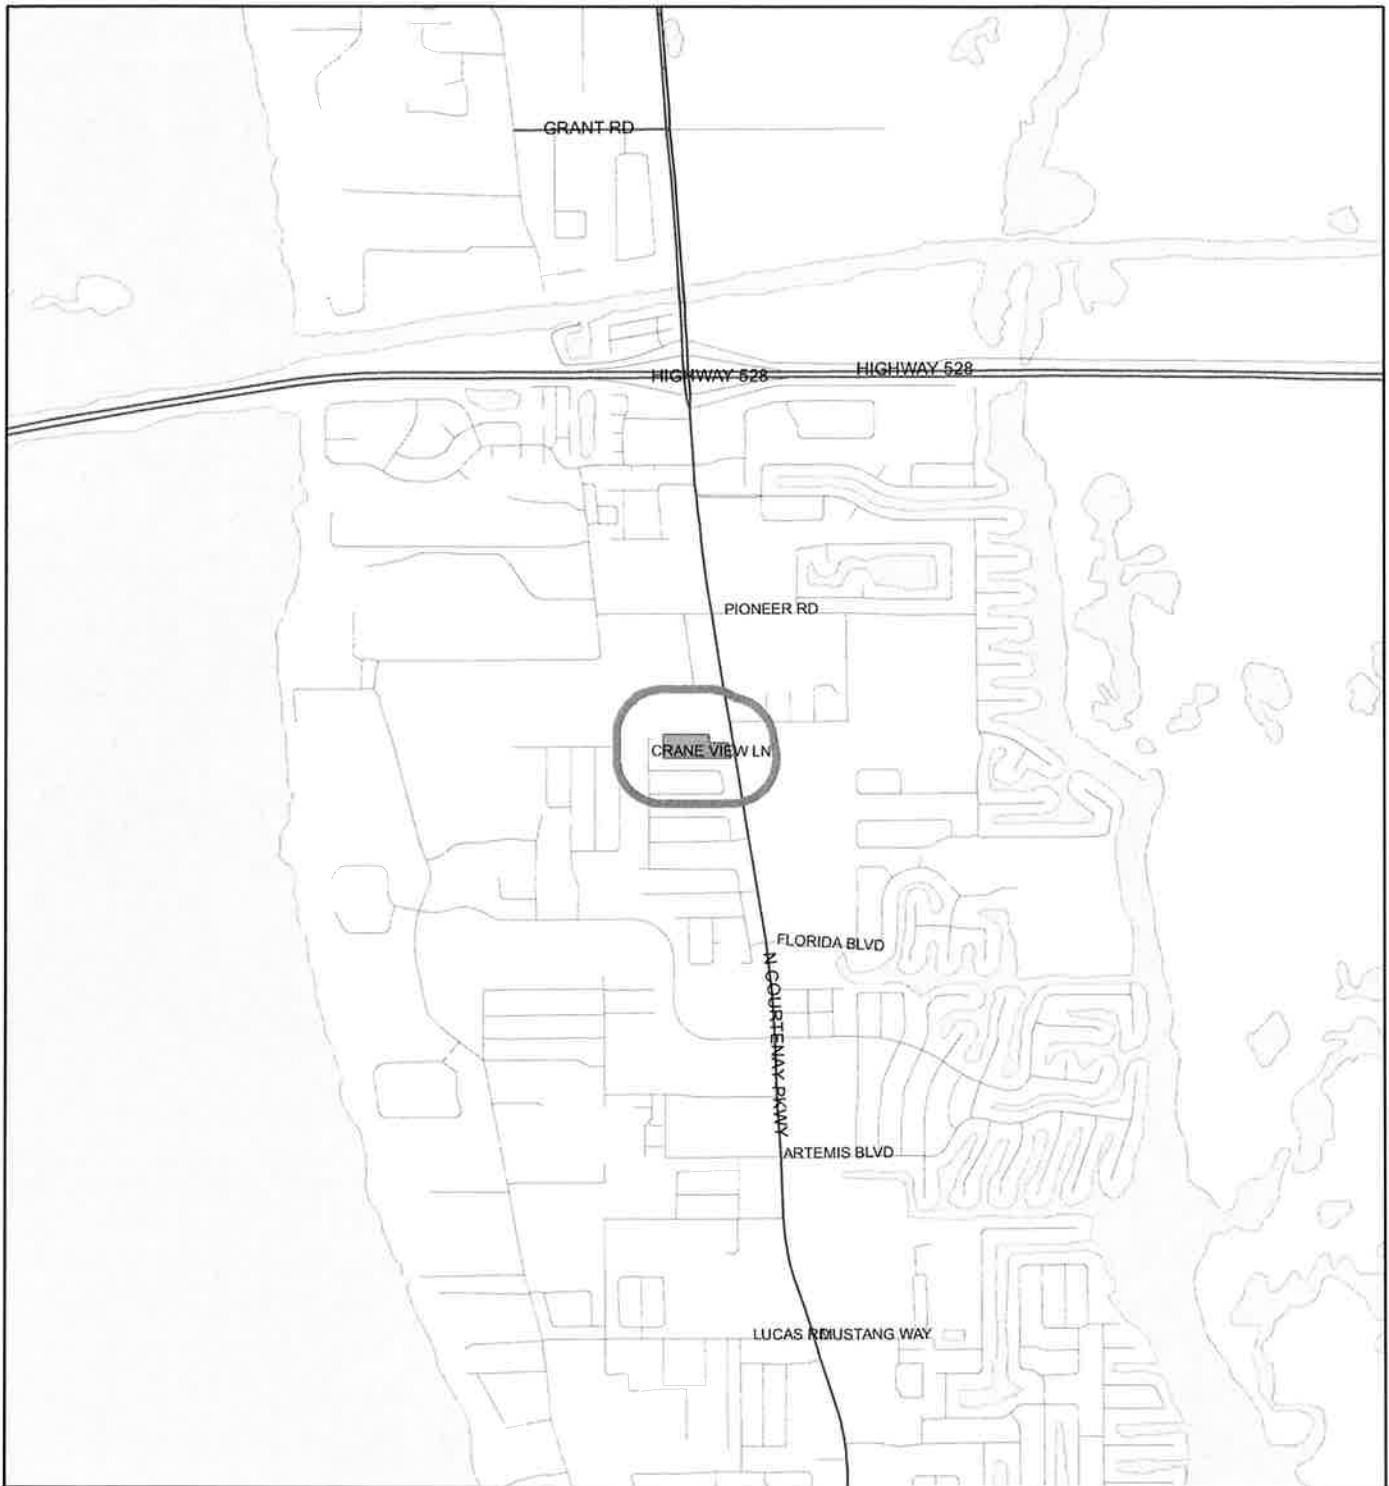 GRANT RD
HIGHWAY 528
HIGHWAY 528
PIONEER RD
CRANE VIEW LN
FLORIDA BLVD
N COURTENAY PKWY
ARTEMIS BLVD
LUCAS RD
MUSTANG WAY